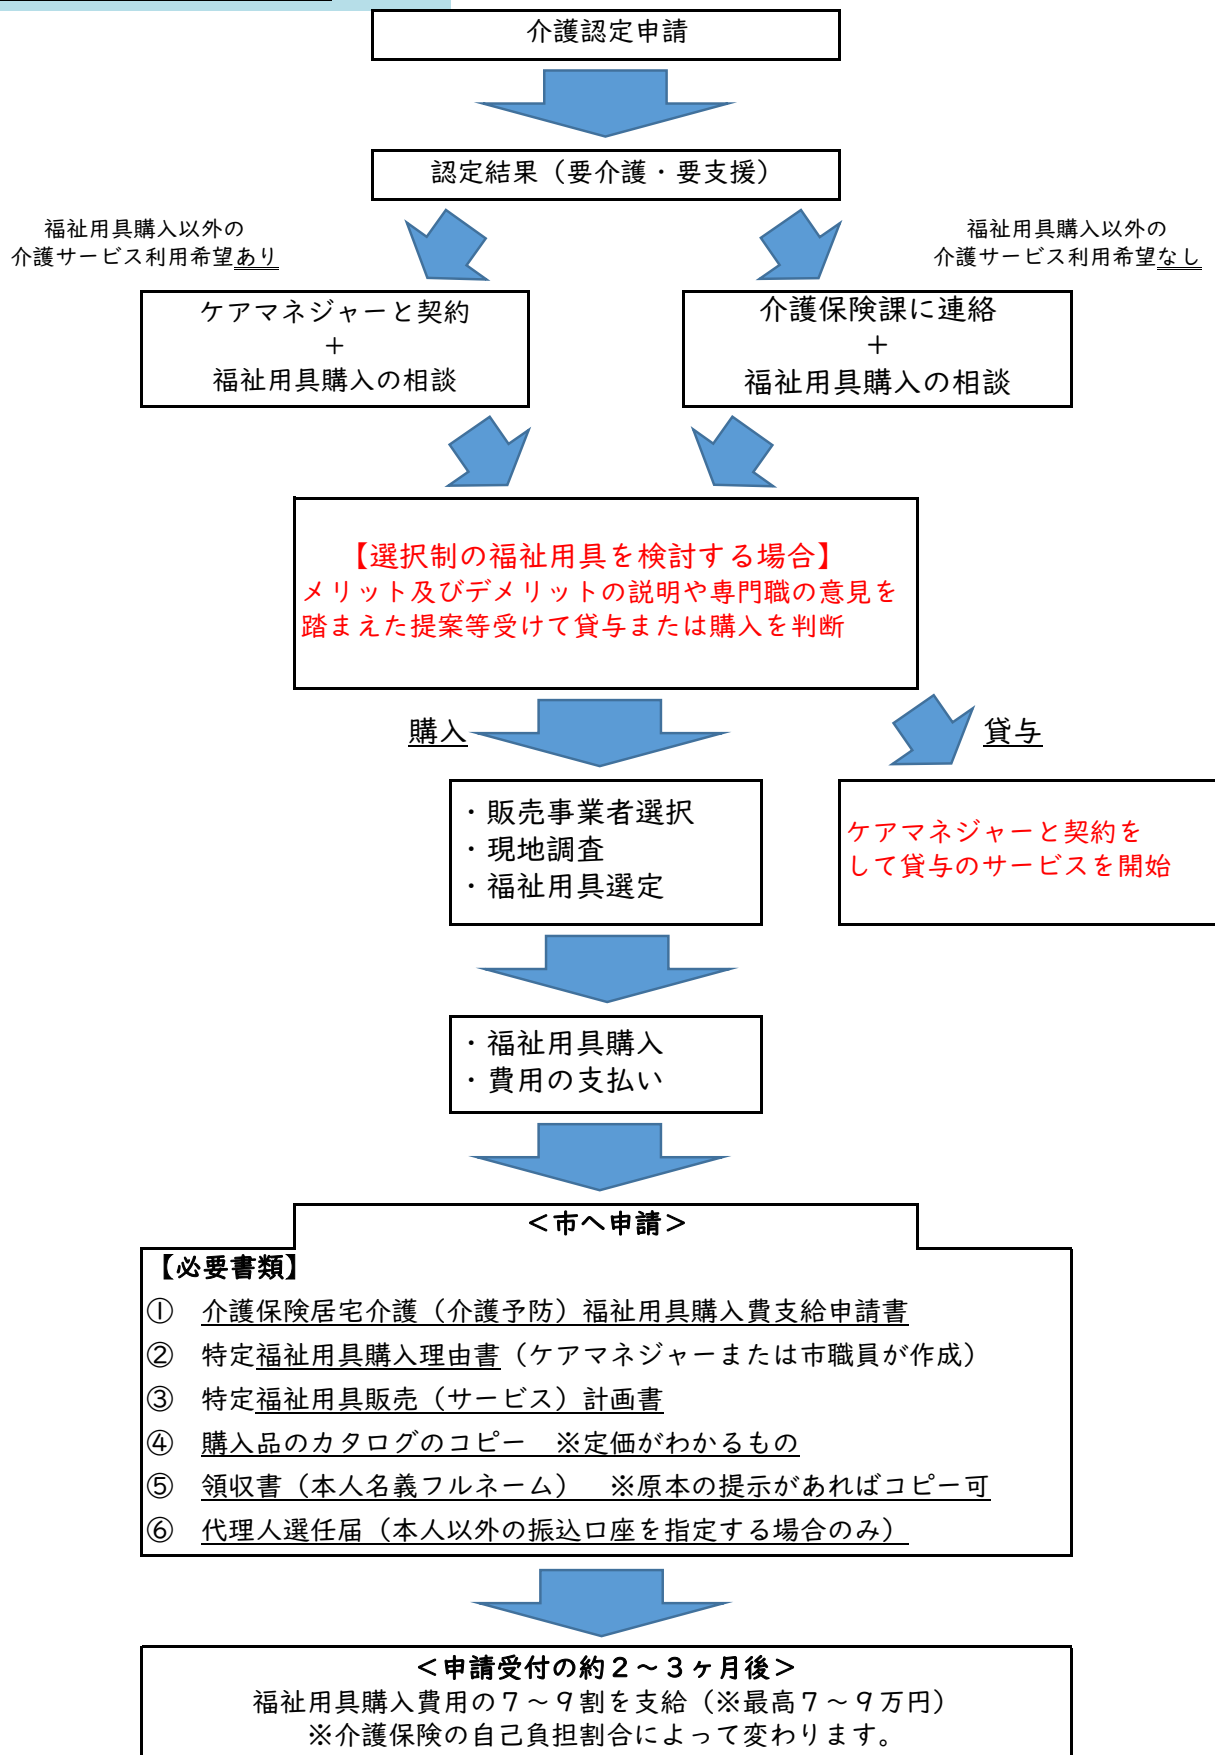 介護認定申請
認定結果（要介護・要支援）
福祉用具購入以外の
介護サービス利用希望あり
福祉用具購入以外の
介護サービス利用希望なし
ケアマネジャーと契約
＋
福祉用具購入の相談
介護保険課に連絡
＋
福祉用具購入の相談
【選択制の福祉用具を検討する場合】
メリット及びデメリットの説明や専門職の意見を
踏まえた提案等受けて貸与または購入を判断
購入
貸与
・販売事業者選択
・現地調査
・福祉用具選定
ケアマネジャーと契約を
して貸与のサービスを開始
・福祉用具購入
・費用の支払い
＜市へ申請＞
【必要書類】
①　介護保険居宅介護（介護予防）福祉用具購入費支給申請書
②　特定福祉用具購入理由書（ケアマネジャーまたは市職員が作成）
③　特定福祉用具販売（サービス）計画書
④　購入品のカタログのコピー　※定価がわかるもの
⑤　領収書（本人名義フルネーム）　※原本の提示があればコピー可
⑥　代理人選任届（本人以外の振込口座を指定する場合のみ）
＜申請受付の約２～３ヶ月後＞
福祉用具購入費用の７～９割を支給（※最高７～９万円）
※介護保険の自己負担割合によって変わります。